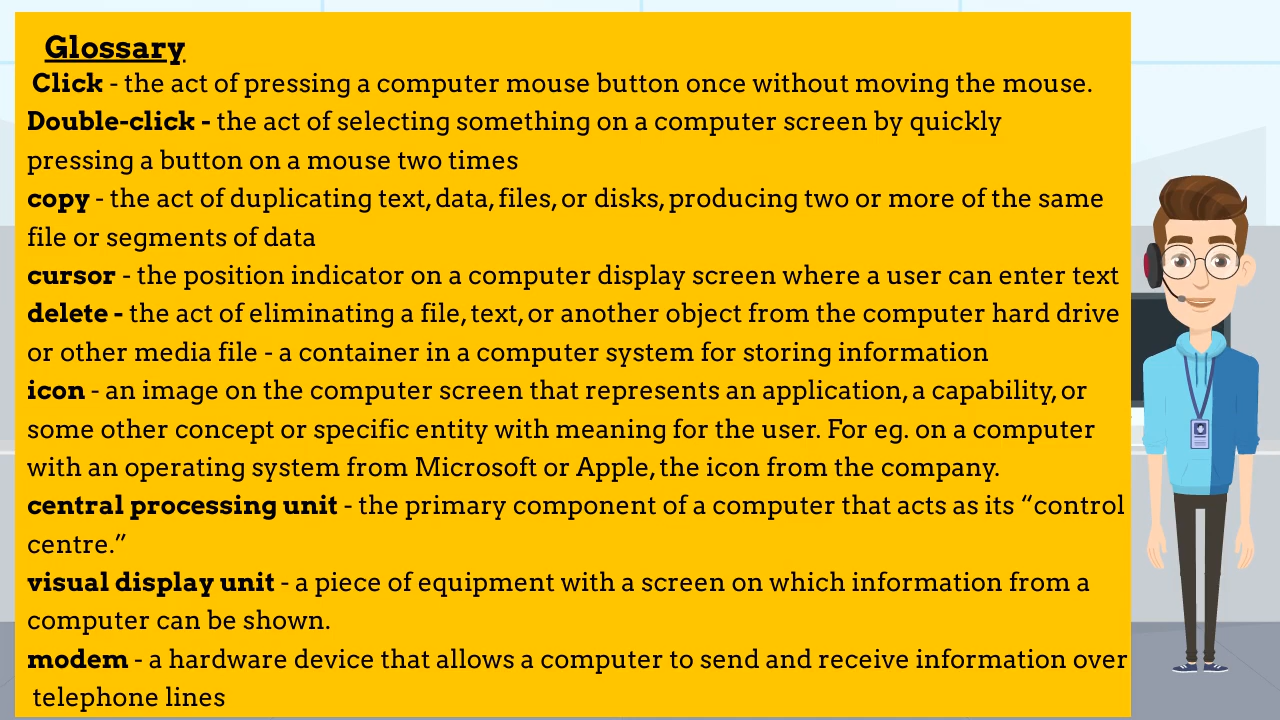 Glossary
Click - the act of pressing a computer mouse button once without moving the mouse.
Double-click - the act of selecting something on a computer screen by quickly
pressing a button on a mouse two times
copy - the act of duplicating text, data, files, or disks, producing two or more of the same
file or segments of data
cursor - the position indicator on a computer display screen where a user can enter text
delete - the act of eliminating a file, text, or another object from the computer hard drive
or other media file - a container in a computer system for storing information
icon - an image on the computer screen that represents an application, a capability, or
some other concept or specific entity with meaning for the user. For eg. on a computer
with an operating system from Microsoft or Apple, the icon from the company.
central processing unit - the primary component of a computer that acts as its “control
centre.”
visual display unit - a piece of equipment with a screen on which information from a
computer can be shown.
modem - a hardware device that allows a computer to send and receive information over
telephone lines